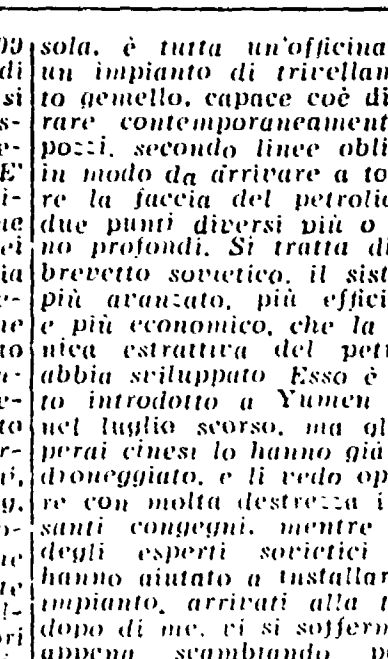 sola, è tutta un'officina
un impianto di trivellam
to gemello, capace coè di
rare contemporaneament
pozzi, secondo linee obli
in modo da arrivare a to
re la faccia del petrolio
due punti diversi più o
no profondi. Si tratta di
brevetto sovietico, il sist
più avanzato, più effici
e più economico, che la
nica estrattiva del pett
abbia sviluppato Esso è
to introdotto a Yumen
nel luglio scorso, ma gl
perai cinesi lo hanno già
droneggiato, e li vedo op
re con molta destrezza i
santi congegni, mentre
degli esperti sovietici
hanno aiutato a installar
impianto, arrivati alla t
dopo di me, vi si sofferm
appena scambiando